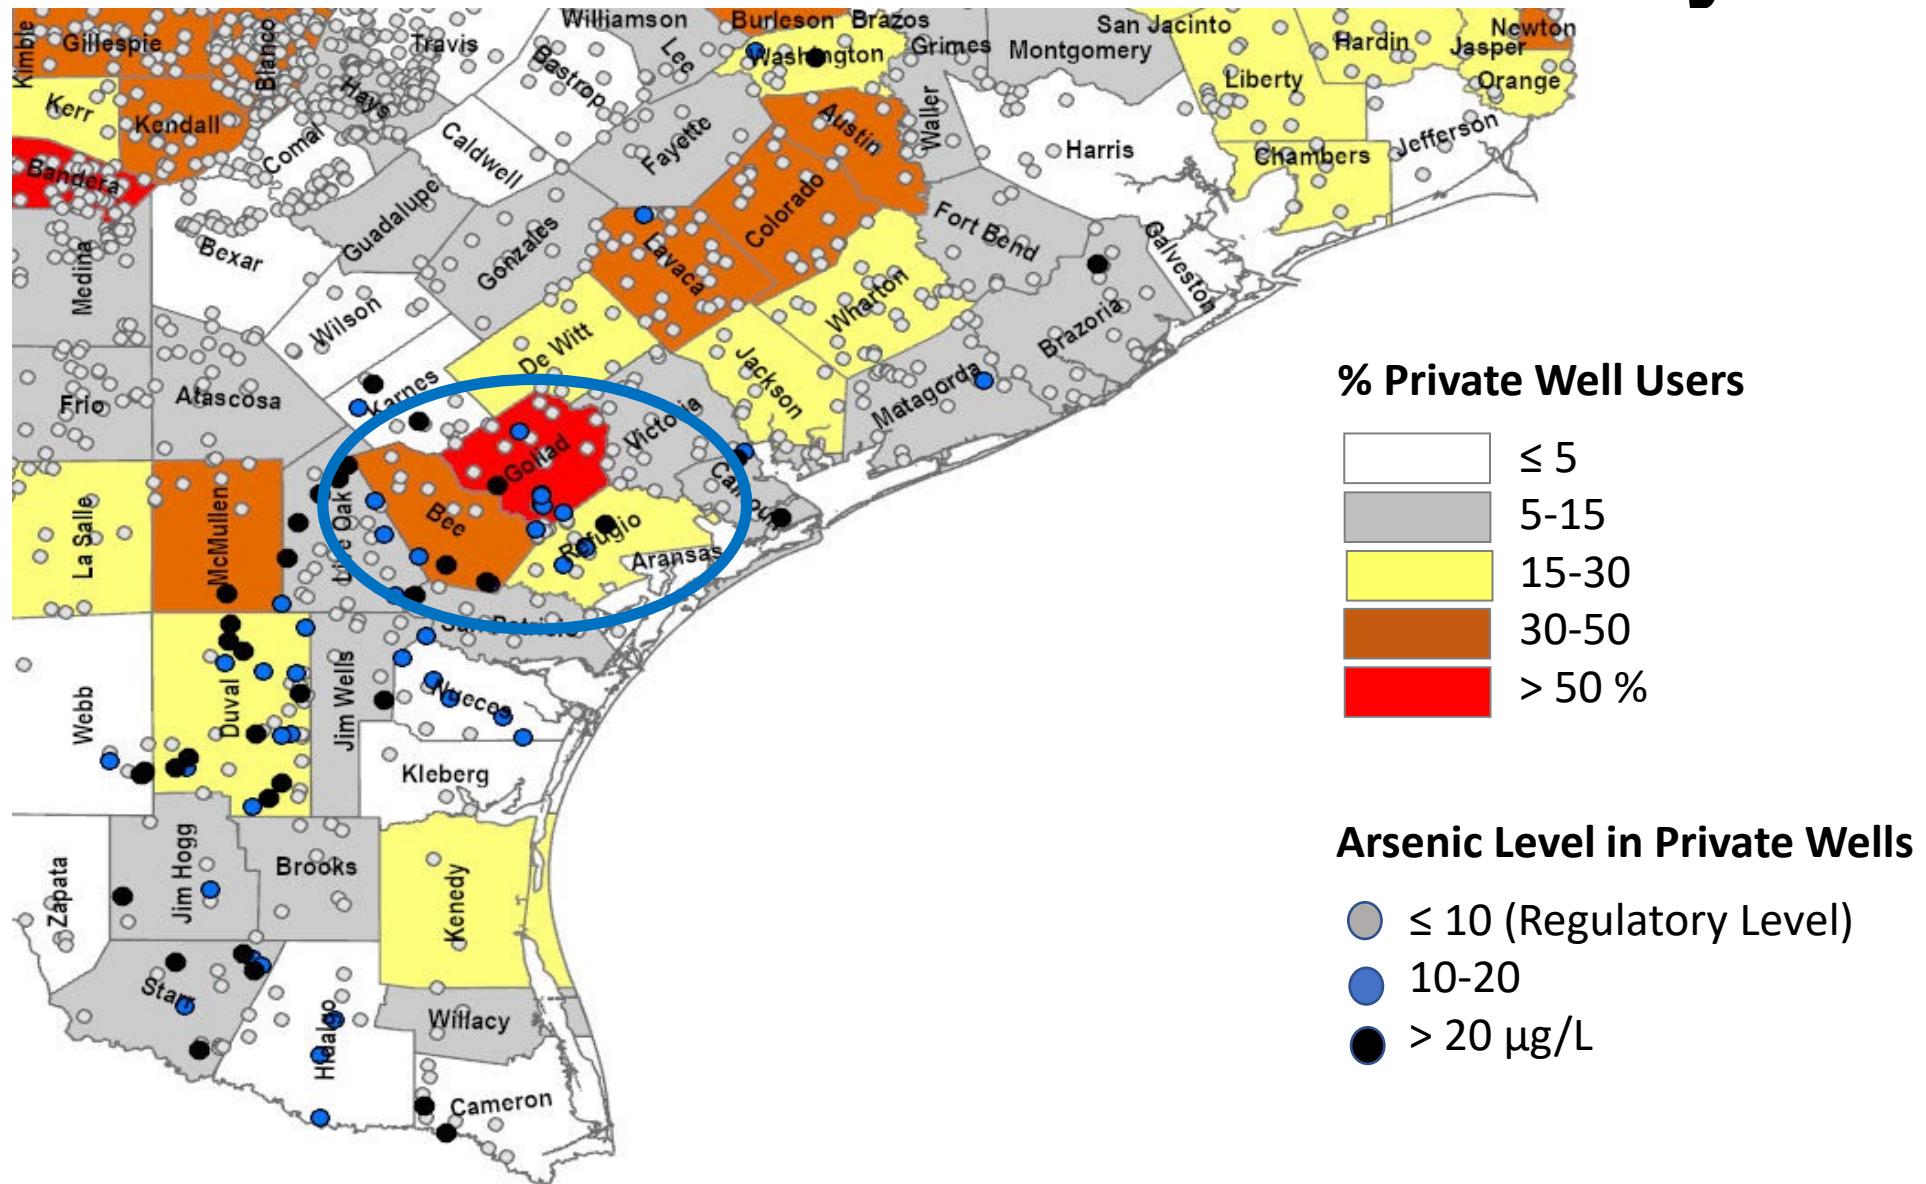 Williamson
Burleson
Brazos
San Jacinto
Newton
Kimble
Gillespie
Blanco
Travis
Lee
Washington
Grimes
Montgomery
Hardin
Jasper
Kerr
Hays
Bastrop
Liberty
Orange
Kendall
Comal
Caldwell
Fayette
Austin
Waller
Harris
Jefferson
Bandera
Chambers
Medina
Bexar
Guadalupe
Gonzales
Lavaca
Colorado
Fort Bend
Galveston
Wilson
Wharton
Brazoria
De Witt
Jackson
Matagorda
Frio
Atascosa
Karnes
Victoria
Goliad
Calhoun
La Salle
McMullen
Live Oak
Bee
Refugio
Aransas
San Patricio
Webb
Duval
Jim Wells
Nueces
Kleberg
Zapata
Jim Hogg
Brooks
Kenedy
Starr
Hidalgo
Willacy
Cameron
% Private Well Users
≤ 5
5-15
15-30
30-50
> 50 %
Arsenic Level in Private Wells
≤ 10 (Regulatory Level)
10-20
> 20 µg/L